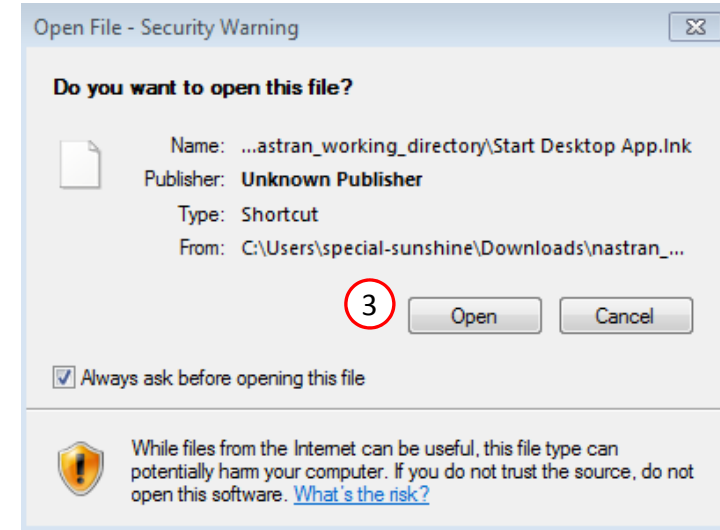 Open File - Security Warning
Do you want to open this file?
Name: ...astran_working_directory\Start Desktop App.lnk
Publisher: Unknown Publisher
Type: Shortcut
From: C:\Users\special-sunshine\Downloads\nastran_...
3
Open
Cancel
Always ask before opening this file
While files from the Internet can be useful, this file type can
potentially harm your computer. If you do not trust the source, do not
open this software. What's the risk?